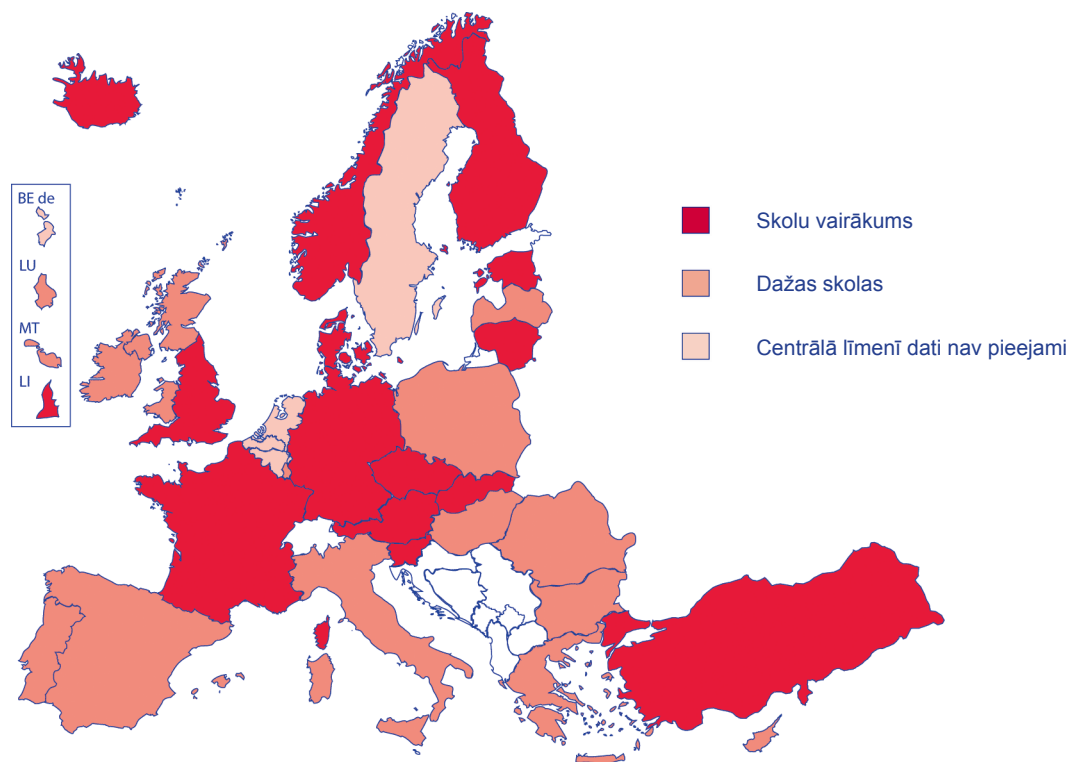 BE de
LU
MT
LI
Skolu vairākums
Dažas skolas
Centrālā līmenī dati nav pieejami